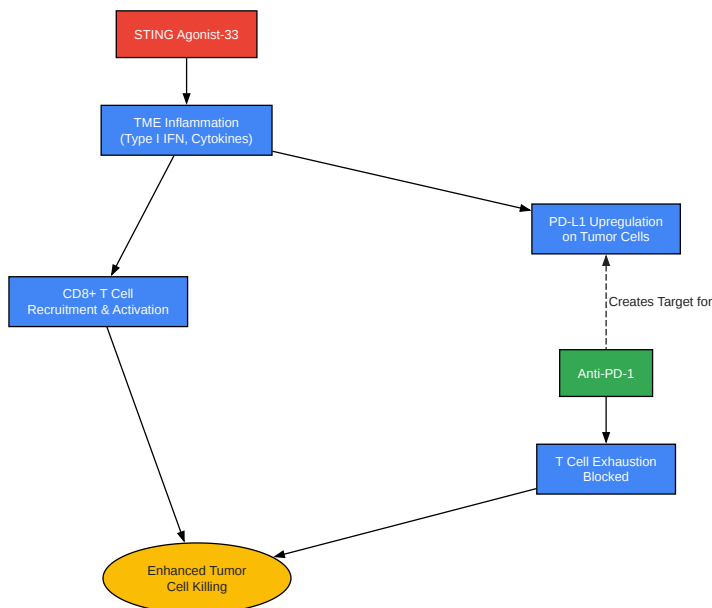 STING Agonist-33
TME Inflammation
(Type I IFN, Cytokines)
PD-L1 Upregulation
on Tumor Cells
CD8+ T Cell
Recruitment & Activation
Creates Target for
Anti-PD-1
T Cell Exhaustion
Blocked
Enhanced Tumor
Cell Killing